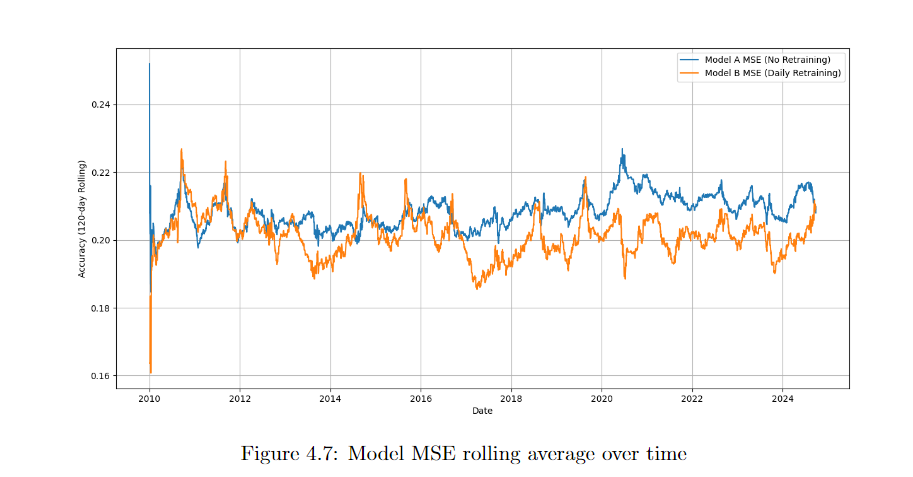 Model A MSE (No Retraining)
Model B MSE (Daily Retraining)
0.24
0.22
0.20
0.18
0.16
Accuracy (120-day Rolling)
2010 2012 2014 2016 2018 2020 2022 2024
Date
Figure 4.7: Model MSE rolling average over time